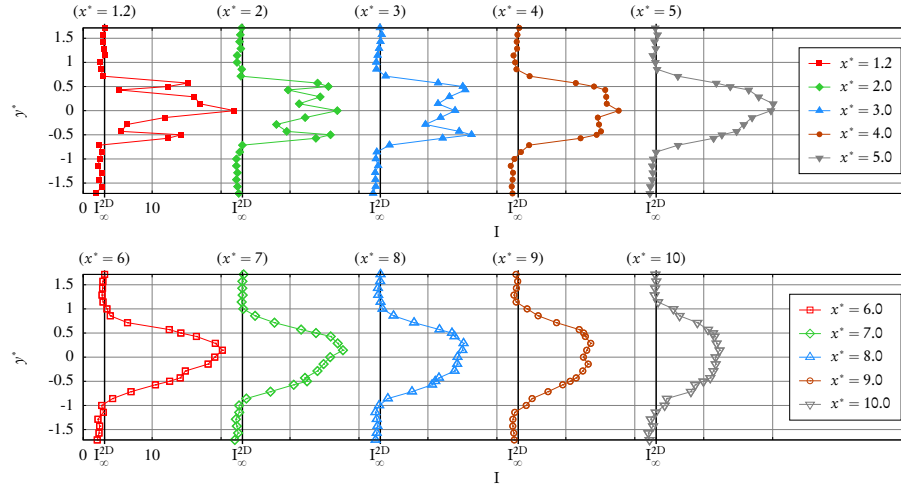 (x* = 1.2) (x* = 2) (x* = 3) (x* = 4) (x* = 5)
1.5
1
0.5
0
-0.5
-1
-1.5
y*
x* = 1.2
x* = 2.0
x* = 3.0
x* = 4.0
x* = 5.0
0 I∞^2D 10 I∞^2D I∞^2D I∞^2D I∞^2D
I
(x* = 6) (x* = 7) (x* = 8) (x* = 9) (x* = 10)
1.5
1
0.5
0
-0.5
-1
-1.5
y*
x* = 6.0
x* = 7.0
x* = 8.0
x* = 9.0
x* = 10.0
0 I∞^2D 10 I∞^2D I∞^2D I∞^2D I∞^2D
I